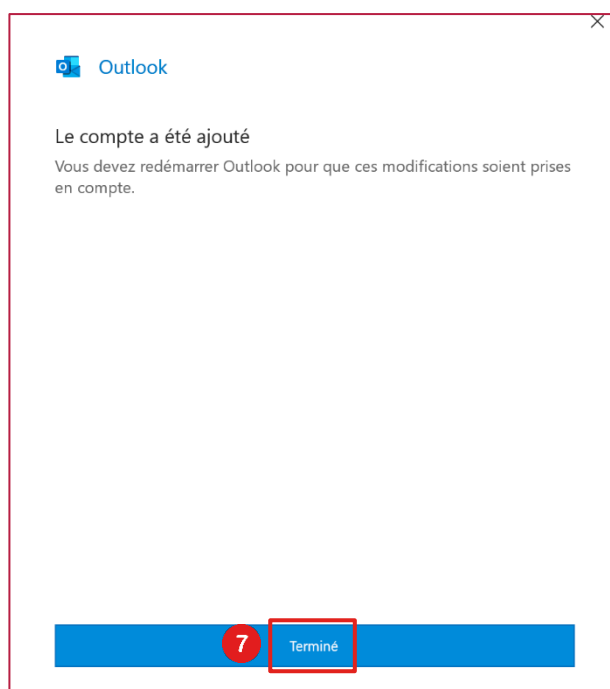 Outlook
Le compte a été ajouté
Vous devez redémarrer Outlook pour que ces modifications soient prises
en compte.
7
Terminé